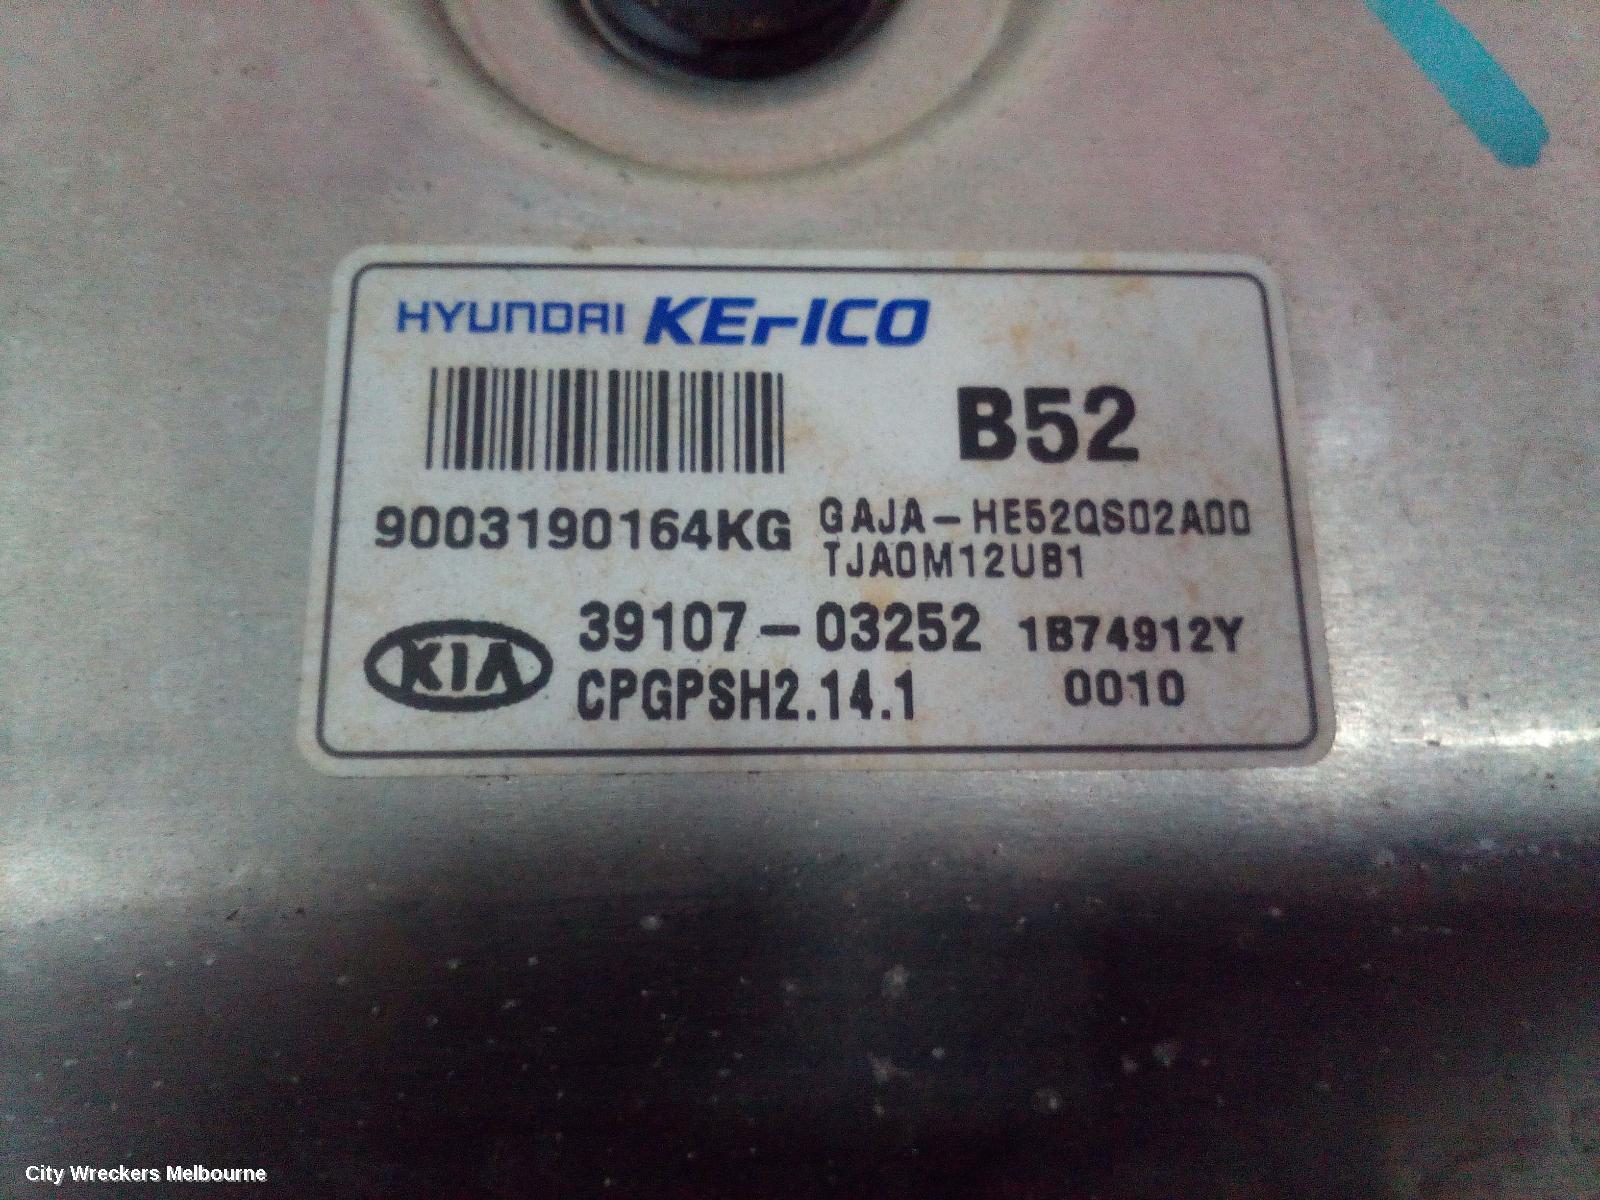 HYUNDAI KEFICO
B52
9003190164KG
GAJA-HE52QS02A00
TJA0M12UB1
KIA
39107-03252
1B74912Y
CPGPSH2.14.1
0010
City Wreckers Melbourne